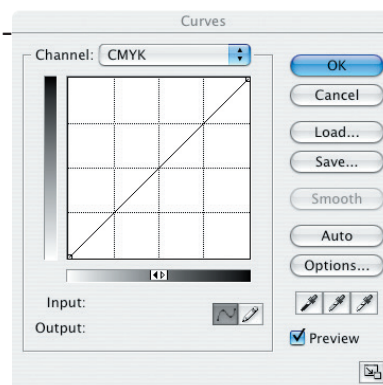 Curves
Channel: CMYK
OK
Cancel
Load...
Save...
Smooth
Auto
Options...
Input:
Output:
Preview